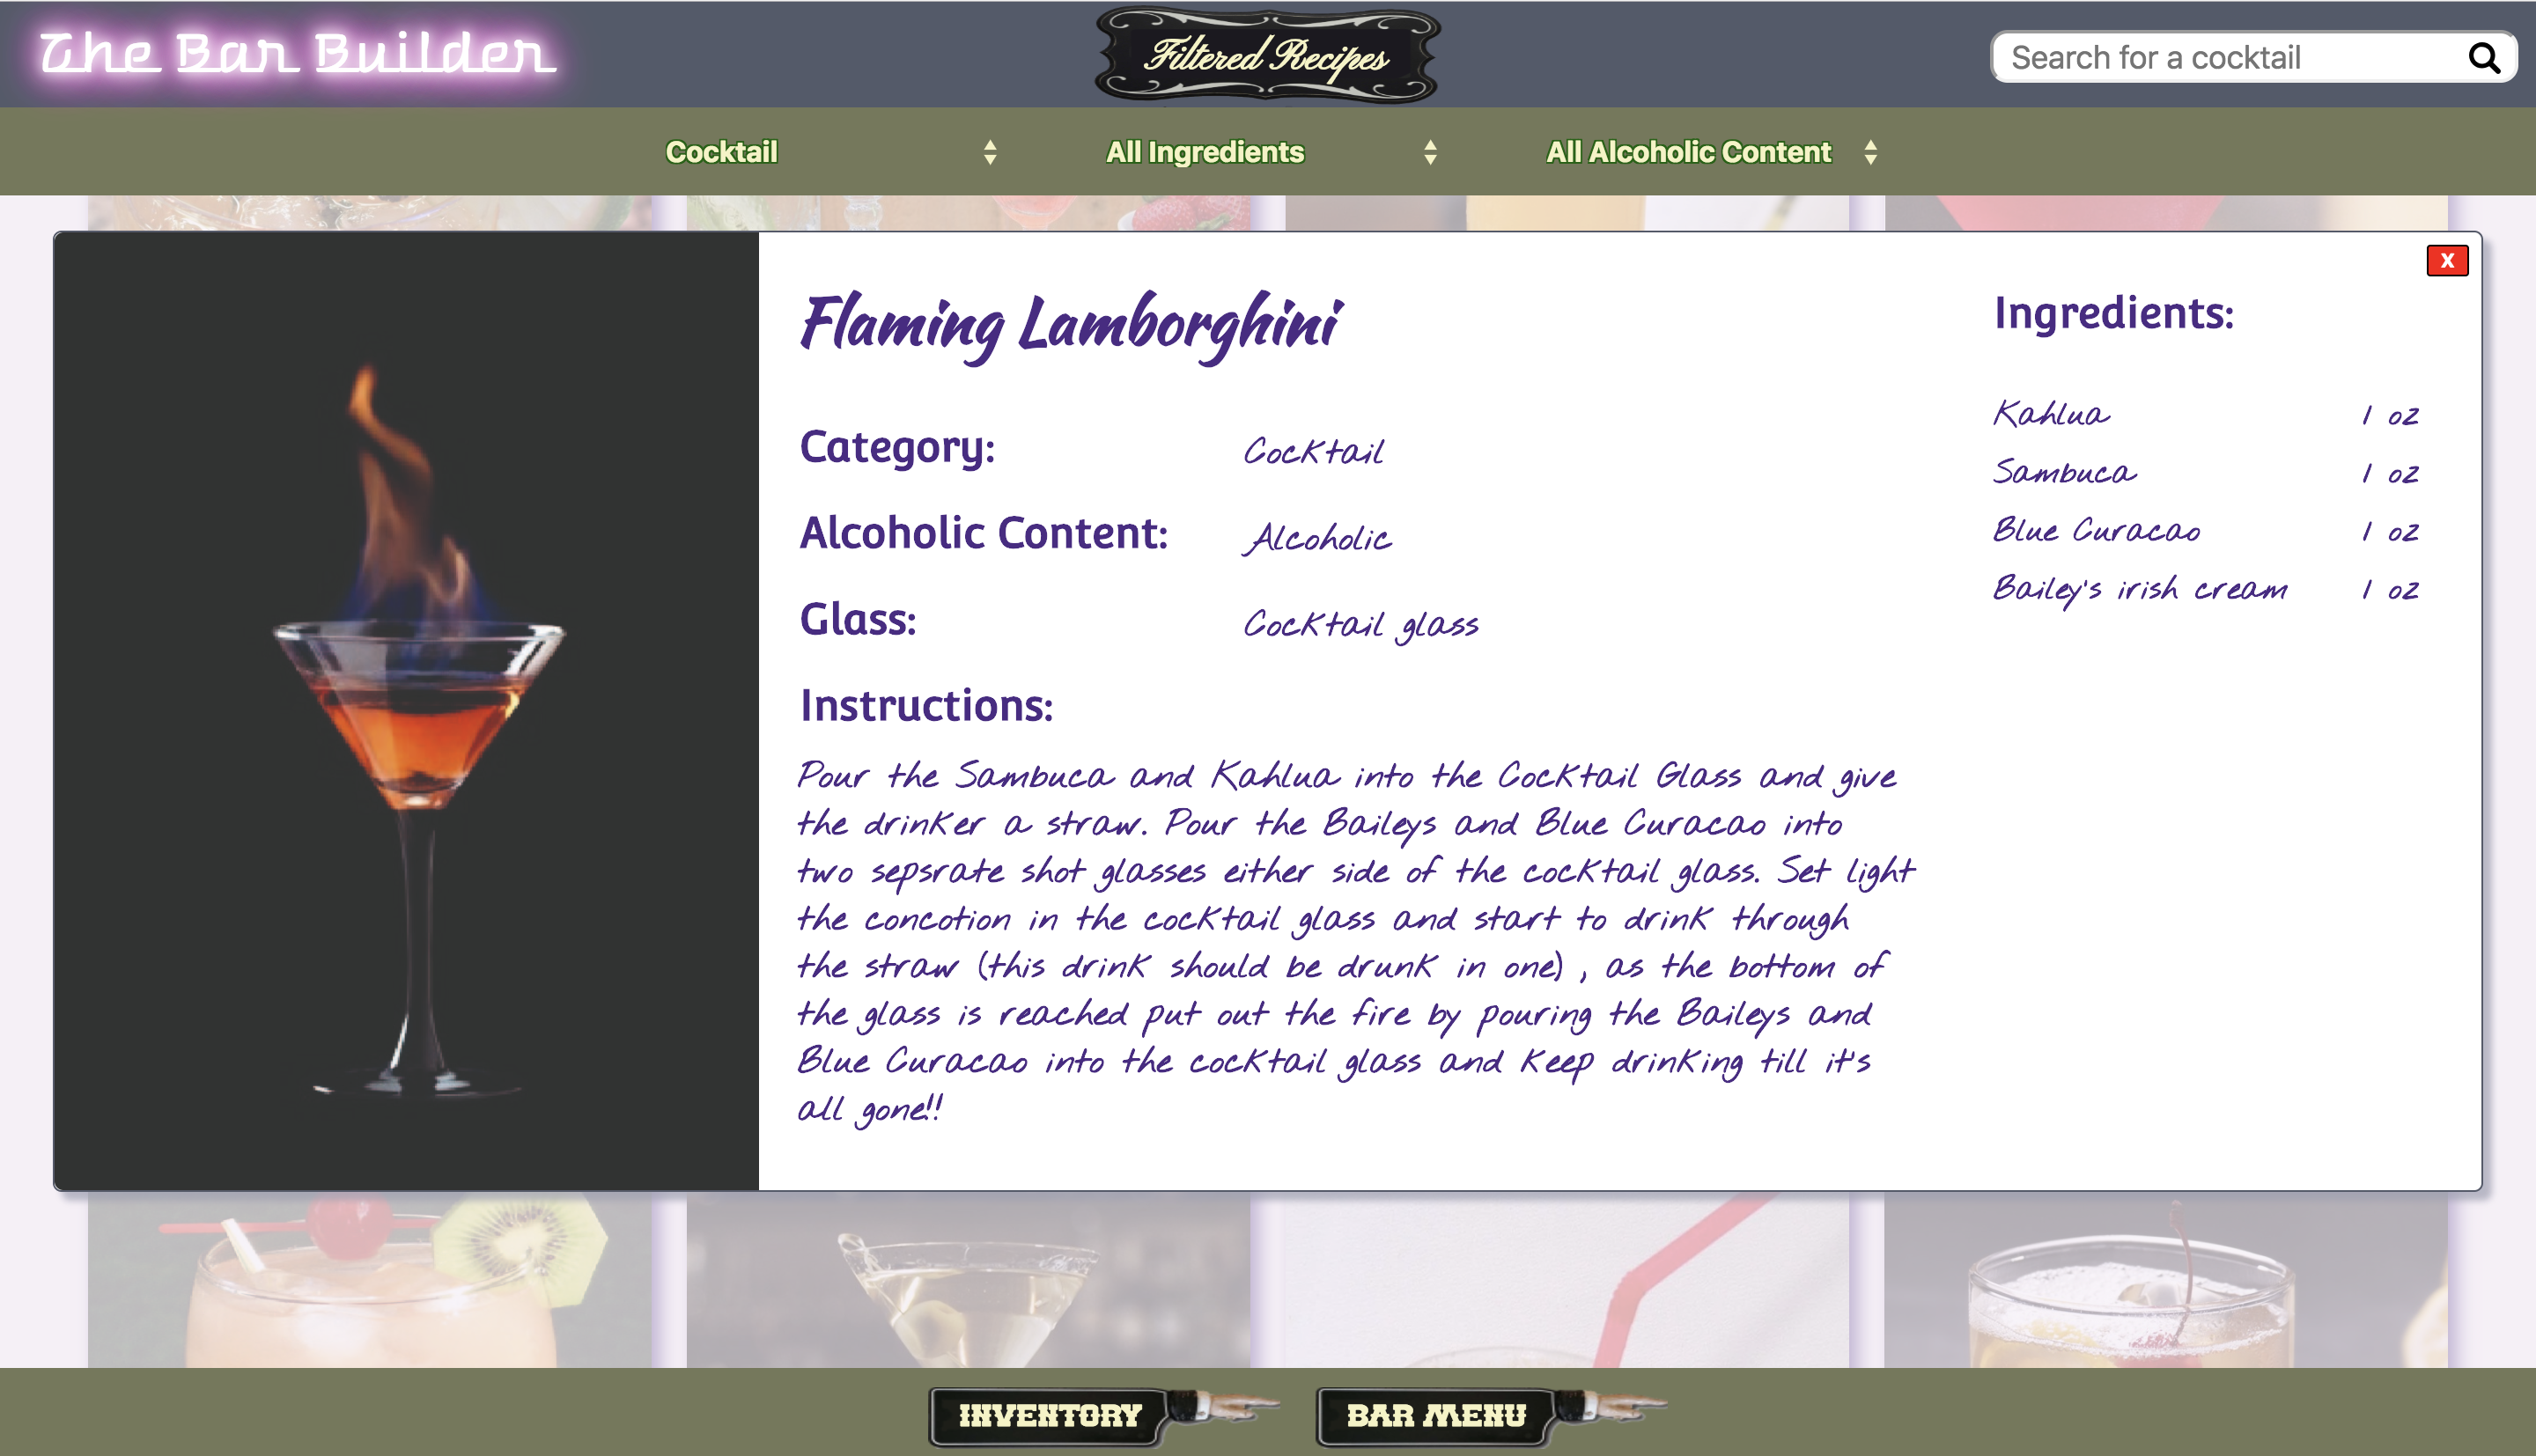 The Bar Builder
Filtered Recipes
Search for a cocktail
Cocktail
All Ingredients
All Alcoholic Content
X
Flaming Lamborghini
Category: Cocktail
Alcoholic Content: Alcoholic
Glass: Cocktail glass
Instructions:
Pour the Sambuca and Kahlua into the Cocktail Glass and give
the drinker a straw. Pour the Baileys and Blue Curacao into
two sepsrate shot glasses either side of the cocktail glass. Set light
the concotion in the cocktail glass and start to drink through
the straw (this drink should be drunk in one) , as the bottom of
the glass is reached put out the fire by pouring the Baileys and
Blue Curacao into the cocktail glass and keep drinking till it's
all gone!!
Ingredients:
Kahlua 1 oz
Sambuca 1 oz
Blue Curacao 1 oz
Bailey's irish cream 1 oz
INVENTORY
BAR MENU